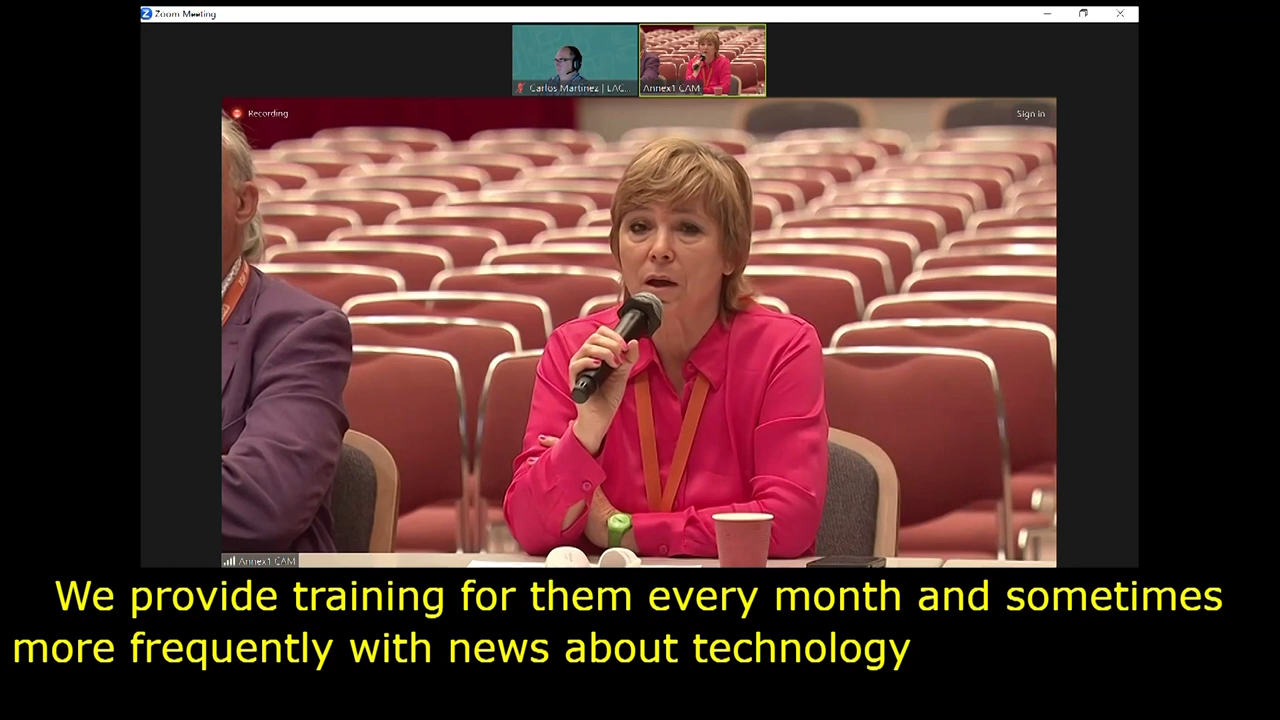 Zoom Meeting
Carlos Martinez | LAC...
Annex1 CAM
Recording
Sign in
Annex1 CAM
We provide training for them every month and sometimes
more frequently with news about technology